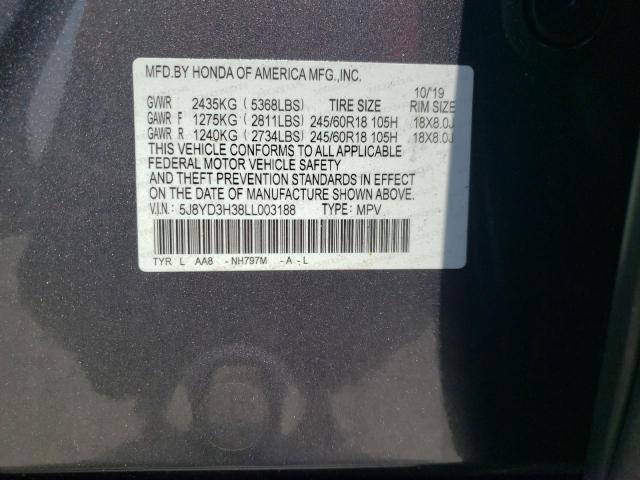 MFD.BY HONDA OF AMERICA MFG.,INC.
10/19
GVWR 2435KG ( 5368LBS) TIRE SIZE RIM SIZE
GAWR F 1275KG ( 2811LBS) 245/60R18 105H 18X8.0J
GAWR R 1240KG ( 2734LBS) 245/60R18 105H 18X8.0J
THIS VEHICLE CONFORMS TO ALL APPLICABLE
FEDERAL MOTOR VEHICLE SAFETY
AND THEFT PREVENTION STANDARDS IN EFFECT
ON THE DATE OF MANUFACTURE SHOWN ABOVE.
V.I.N.: 5J8YD3H38LL003188 TYPE: MPV
TYR L AA8 - NH797M - A - L